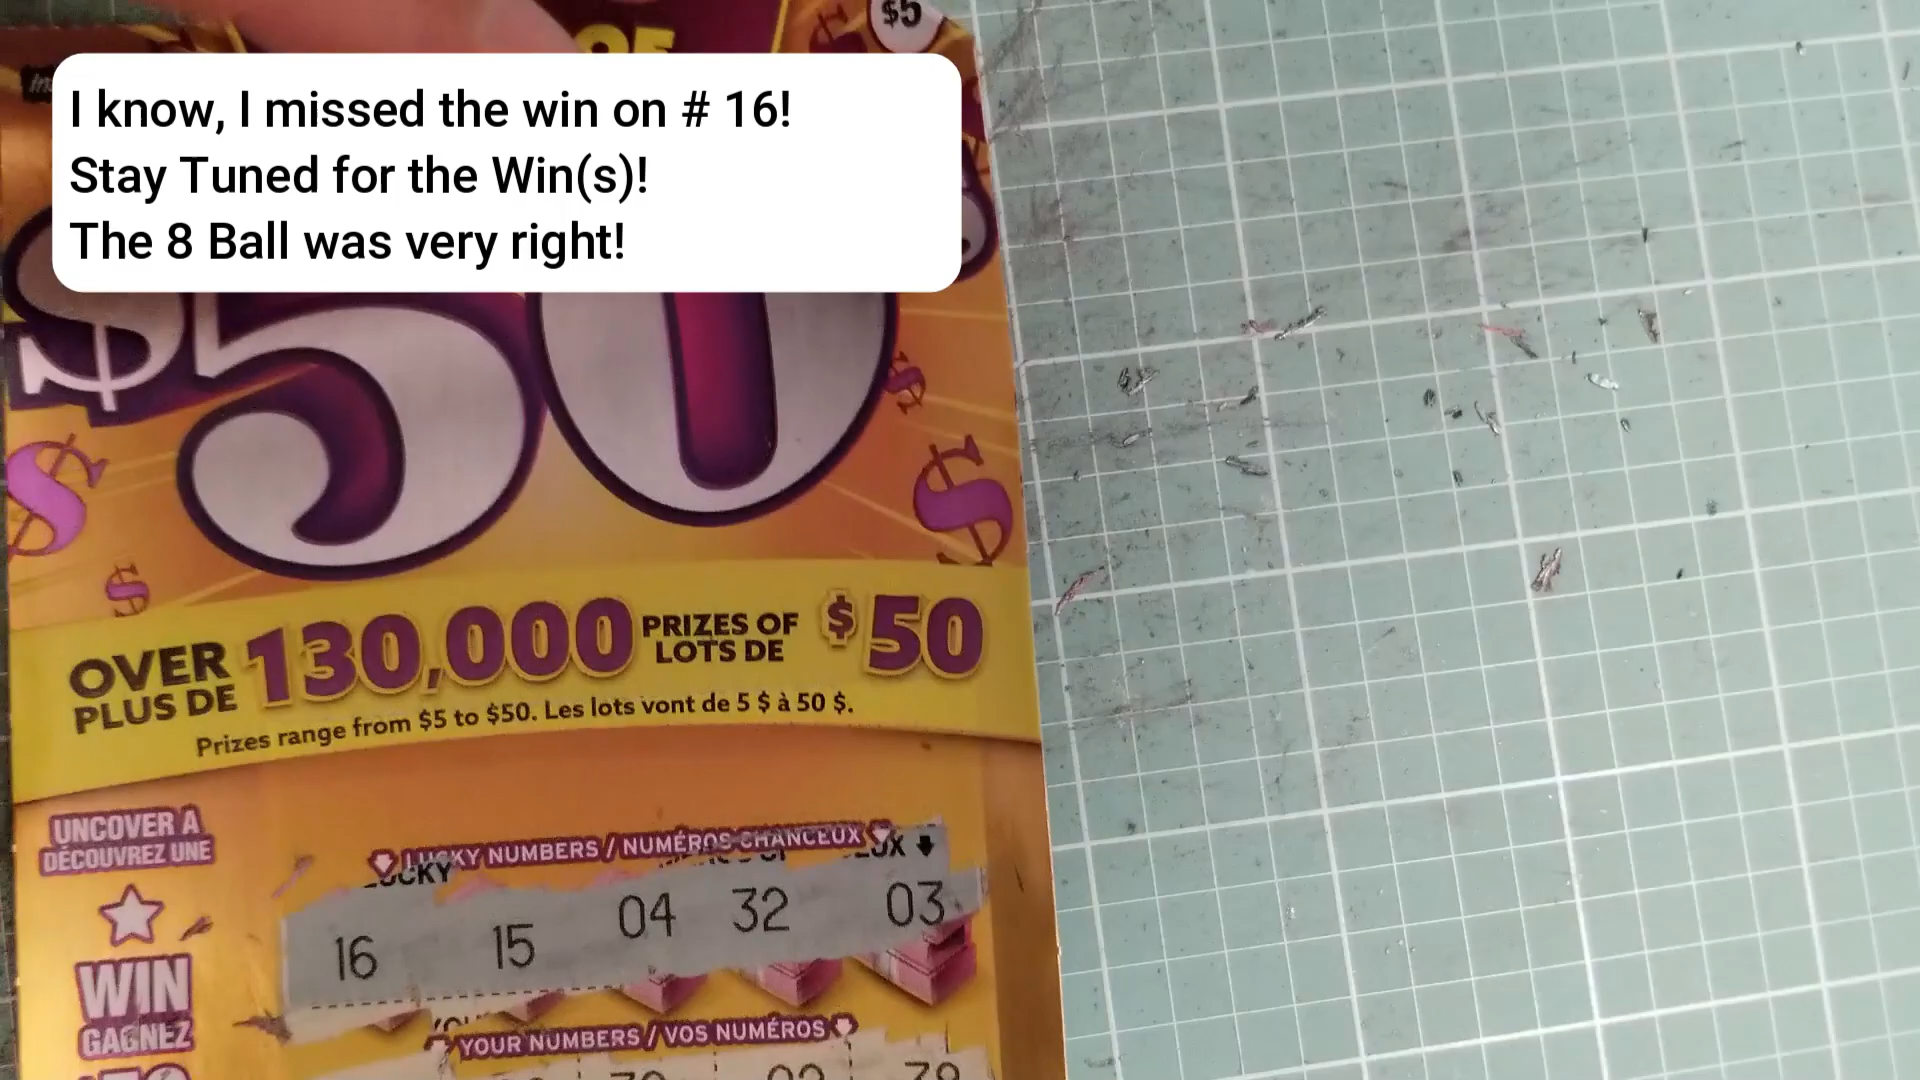 OF
$5
I know, I missed the win on # 16!
Stay Tuned for the Win(s)!
The 8 Ball was very right!
$50
OVER 130,000 PRIZES OF $50
PLUS DE LOTS DE
Prizes range from $5 to $50. Les lots vont de 5 $ à 50 $.
UNCOVER A
DÉCOUVREZ UNE
WIN
GAGNEZ
LUCKY NUMBERS / NUMÉROS CHANCEUX
16 15 04 32 03
YOUR NUMBERS / VOS NUMÉROS